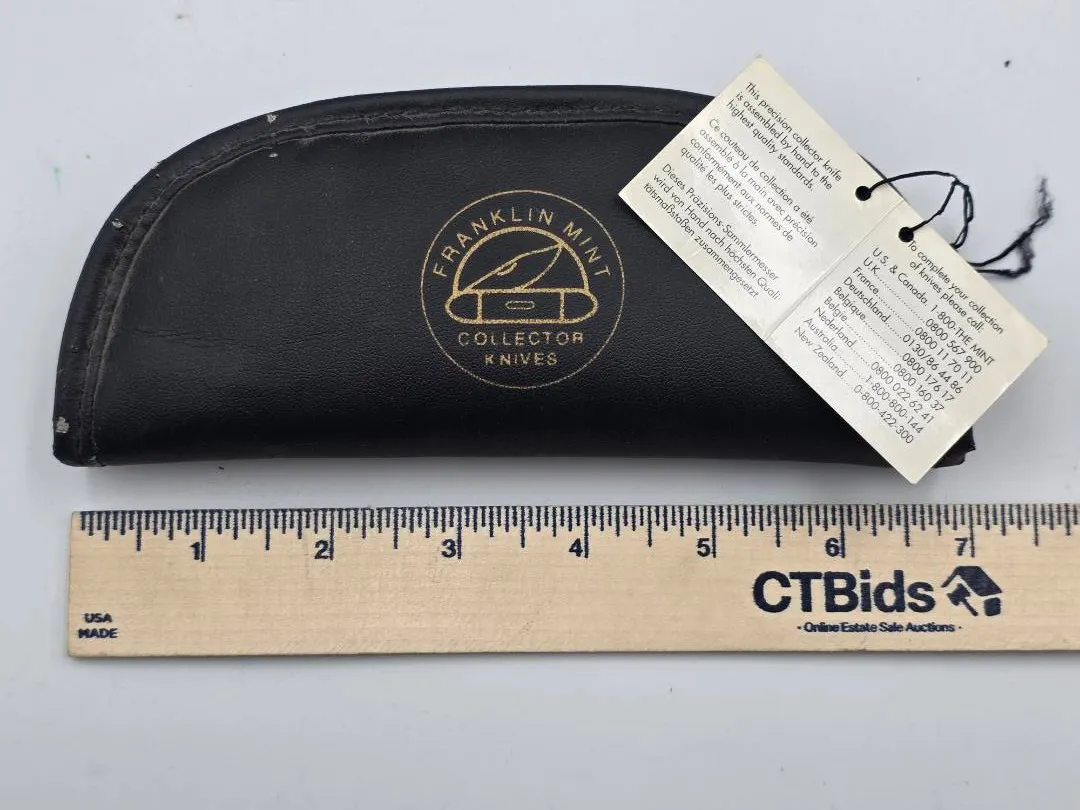 FRANKLIN MINT
COLLECTOR
KNIVES
This precision collector knife
is assembled by hand to the
highest quality standards.
Ce couteau de collection a été
assemblé à la main avec précision
conformément aux normes de
qualité les plus strictes.
Dieses Präzisions-Sammlermesser
wird von Hand nach höchsten Quali-
tätsmaßstaßen zusammengesetzt
To complete your collection
of knives please call:
U.S. & Canada. 1-800-THE MINT
U.K. ............ 0800 567 900
France ............ 0800 11 70 11
Deutschland ....... 0130/86 44 86
Belgique ............ 0800 176 17
Belgie ............ 0800 160 37
Nederland ..... 0800 022 62 41
Australia ..... 1-800-800-144
New Zealand ... 0-800-422-300
1 2 3 4 5 6 7
USA
MADE
CTBids
· Online Estate Sale Auctions ·